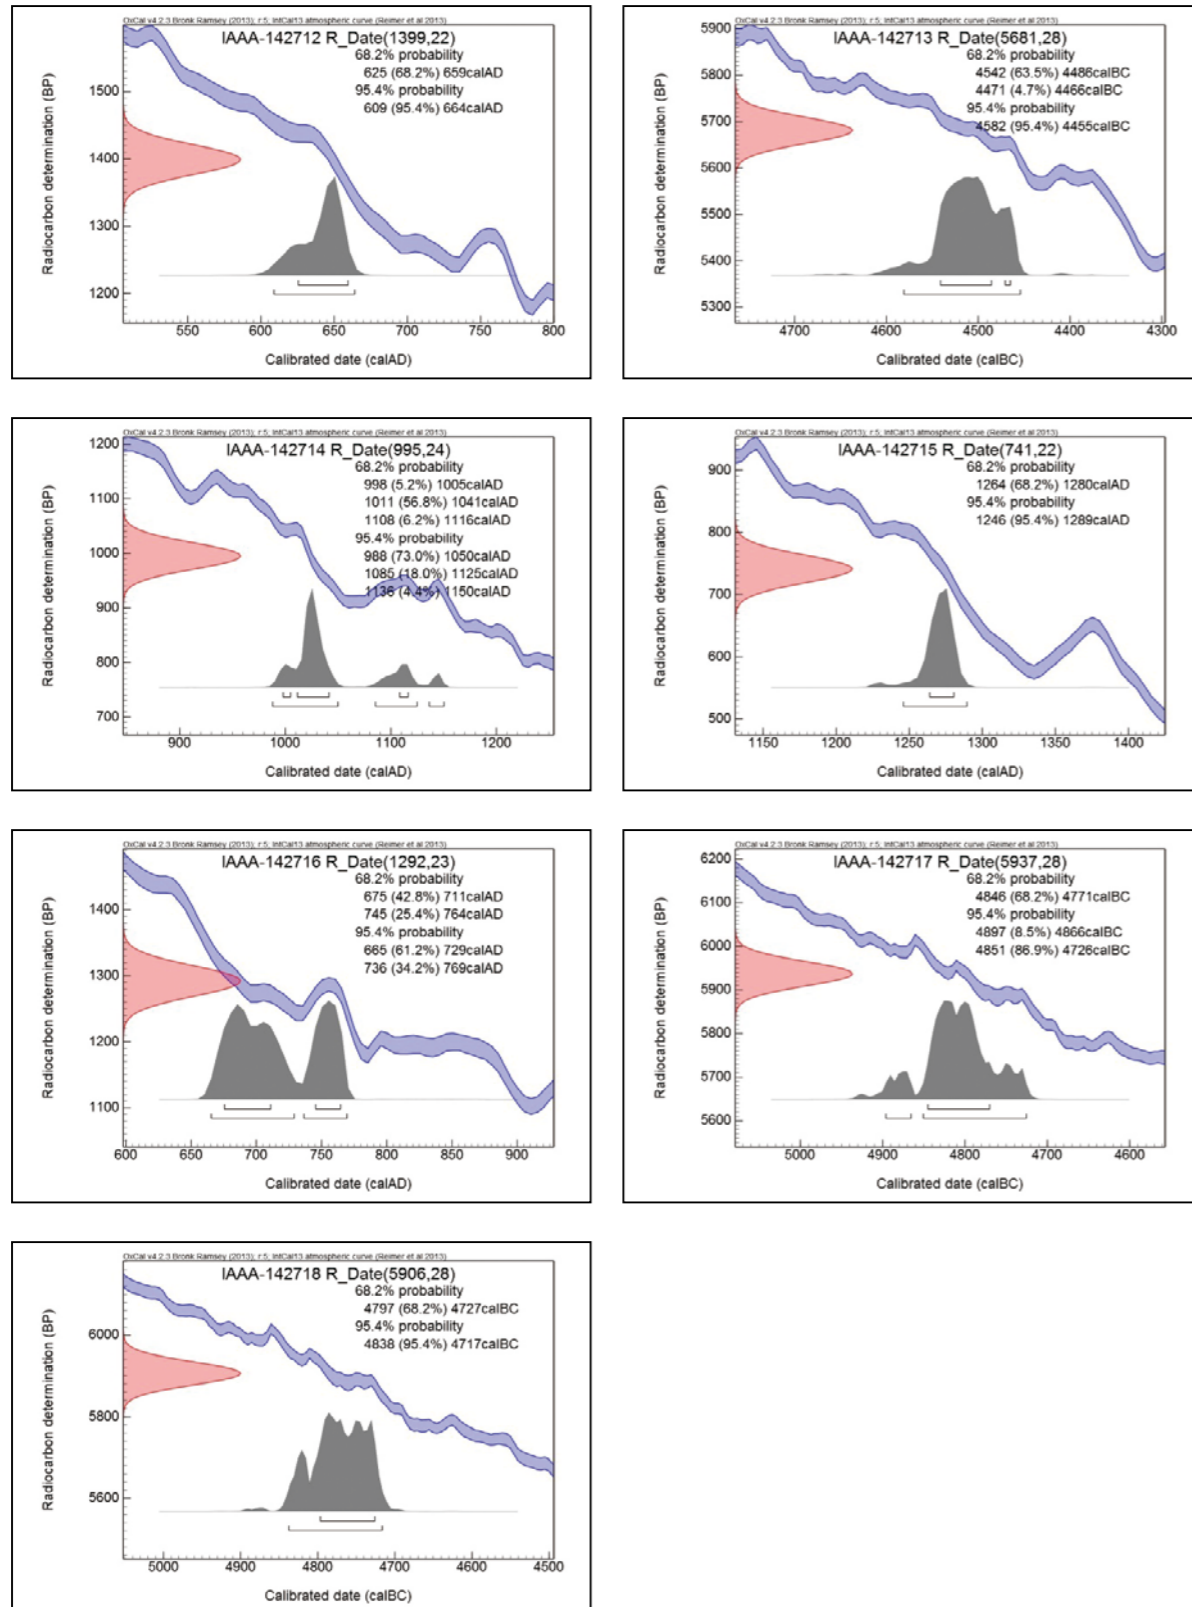 OxCal v4.2.3 Bronk Ramsey (2013); r:5; IntCal13 atmospheric curve (Reimer et al 2013)
IAAA-142712 R_Date(1399,22)
68.2% probability
625 (68.2%) 659calAD
95.4% probability
609 (95.4%) 664calAD
Radiocarbon determination (BP)
1500
1400
1300
1200
550 600 650 700 750 800
Calibrated date (calAD)
OxCal v4.2.3 Bronk Ramsey (2013); r:5; IntCal13 atmospheric curve (Reimer et al 2013)
IAAA-142713 R_Date(5681,28)
68.2% probability
4542 (63.5%) 4486calBC
4471 (4.7%) 4466calBC
95.4% probability
4582 (95.4%) 4455calBC
Radiocarbon determination (BP)
5900
5800
5700
5600
5500
5400
5300
4700 4600 4500 4400 4300
Calibrated date (calBC)
OxCal v4.2.3 Bronk Ramsey (2013); r:5; IntCal13 atmospheric curve (Reimer et al 2013)
IAAA-142714 R_Date(995,24)
68.2% probability
998 (5.2%) 1005calAD
1011 (56.8%) 1041calAD
1108 (6.2%) 1116calAD
95.4% probability
988 (73.0%) 1050calAD
1085 (18.0%) 1125calAD
1136 (4.4%) 1150calAD
Radiocarbon determination (BP)
1200
1100
1000
900
800
700
900 1000 1100 1200
Calibrated date (calAD)
OxCal v4.2.3 Bronk Ramsey (2013); r:5; IntCal13 atmospheric curve (Reimer et al 2013)
IAAA-142715 R_Date(741,22)
68.2% probability
1264 (68.2%) 1280calAD
95.4% probability
1246 (95.4%) 1289calAD
Radiocarbon determination (BP)
900
800
700
600
500
1150 1200 1250 1300 1350 1400
Calibrated date (calAD)
OxCal v4.2.3 Bronk Ramsey (2013); r:5; IntCal13 atmospheric curve (Reimer et al 2013)
IAAA-142716 R_Date(1292,23)
68.2% probability
675 (42.8%) 711calAD
745 (25.4%) 764calAD
95.4% probability
665 (61.2%) 729calAD
736 (34.2%) 769calAD
Radiocarbon determination (BP)
1400
1300
1200
1100
600 650 700 750 800 850 900
Calibrated date (calAD)
OxCal v4.2.3 Bronk Ramsey (2013); r:5; IntCal13 atmospheric curve (Reimer et al 2013)
IAAA-142717 R_Date(5937,28)
68.2% probability
4846 (68.2%) 4771calBC
95.4% probability
4897 (8.5%) 4866calBC
4851 (86.9%) 4726calBC
Radiocarbon determination (BP)
6200
6100
6000
5900
5800
5700
5600
5000 4900 4800 4700 4600
Calibrated date (calBC)
OxCal v4.2.3 Bronk Ramsey (2013); r:5; IntCal13 atmospheric curve (Reimer et al 2013)
IAAA-142718 R_Date(5906,28)
68.2% probability
4797 (68.2%) 4727calBC
95.4% probability
4838 (95.4%) 4717calBC
Radiocarbon determination (BP)
6000
5800
5600
5000 4900 4800 4700 4600 4500
Calibrated date (calBC)